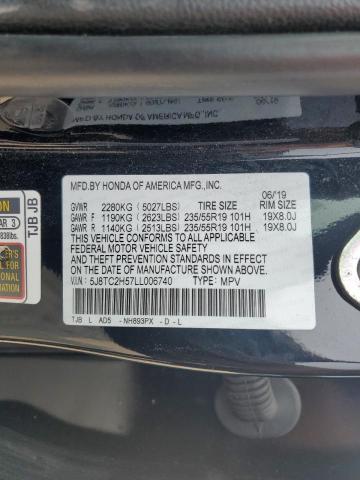 MFD.BY HONDA OF AMERICA MFG.,INC.
06/19
GVWR 2280KG (5027LBS) TIRE SIZE RIM SIZE
GAWR F 1190KG (2623LBS) 235/55R19 101H 19X8.0J
GAWR R 1140KG (2513LBS) 235/55R19 101H 19X8.0J
THIS VEHICLE CONFORMS TO ALL APPLICABLE
FEDERAL MOTOR VEHICLE SAFETY
AND THEFT PREVENTION STANDARDS IN EFFECT
ON THE DATE OF MANUFACTURE SHOWN ABOVE.
V.I.N: 5J8TC2H57LL006740 TYPE: MPV
TJB L AD5 -NH893PX -D -L
TJB JB